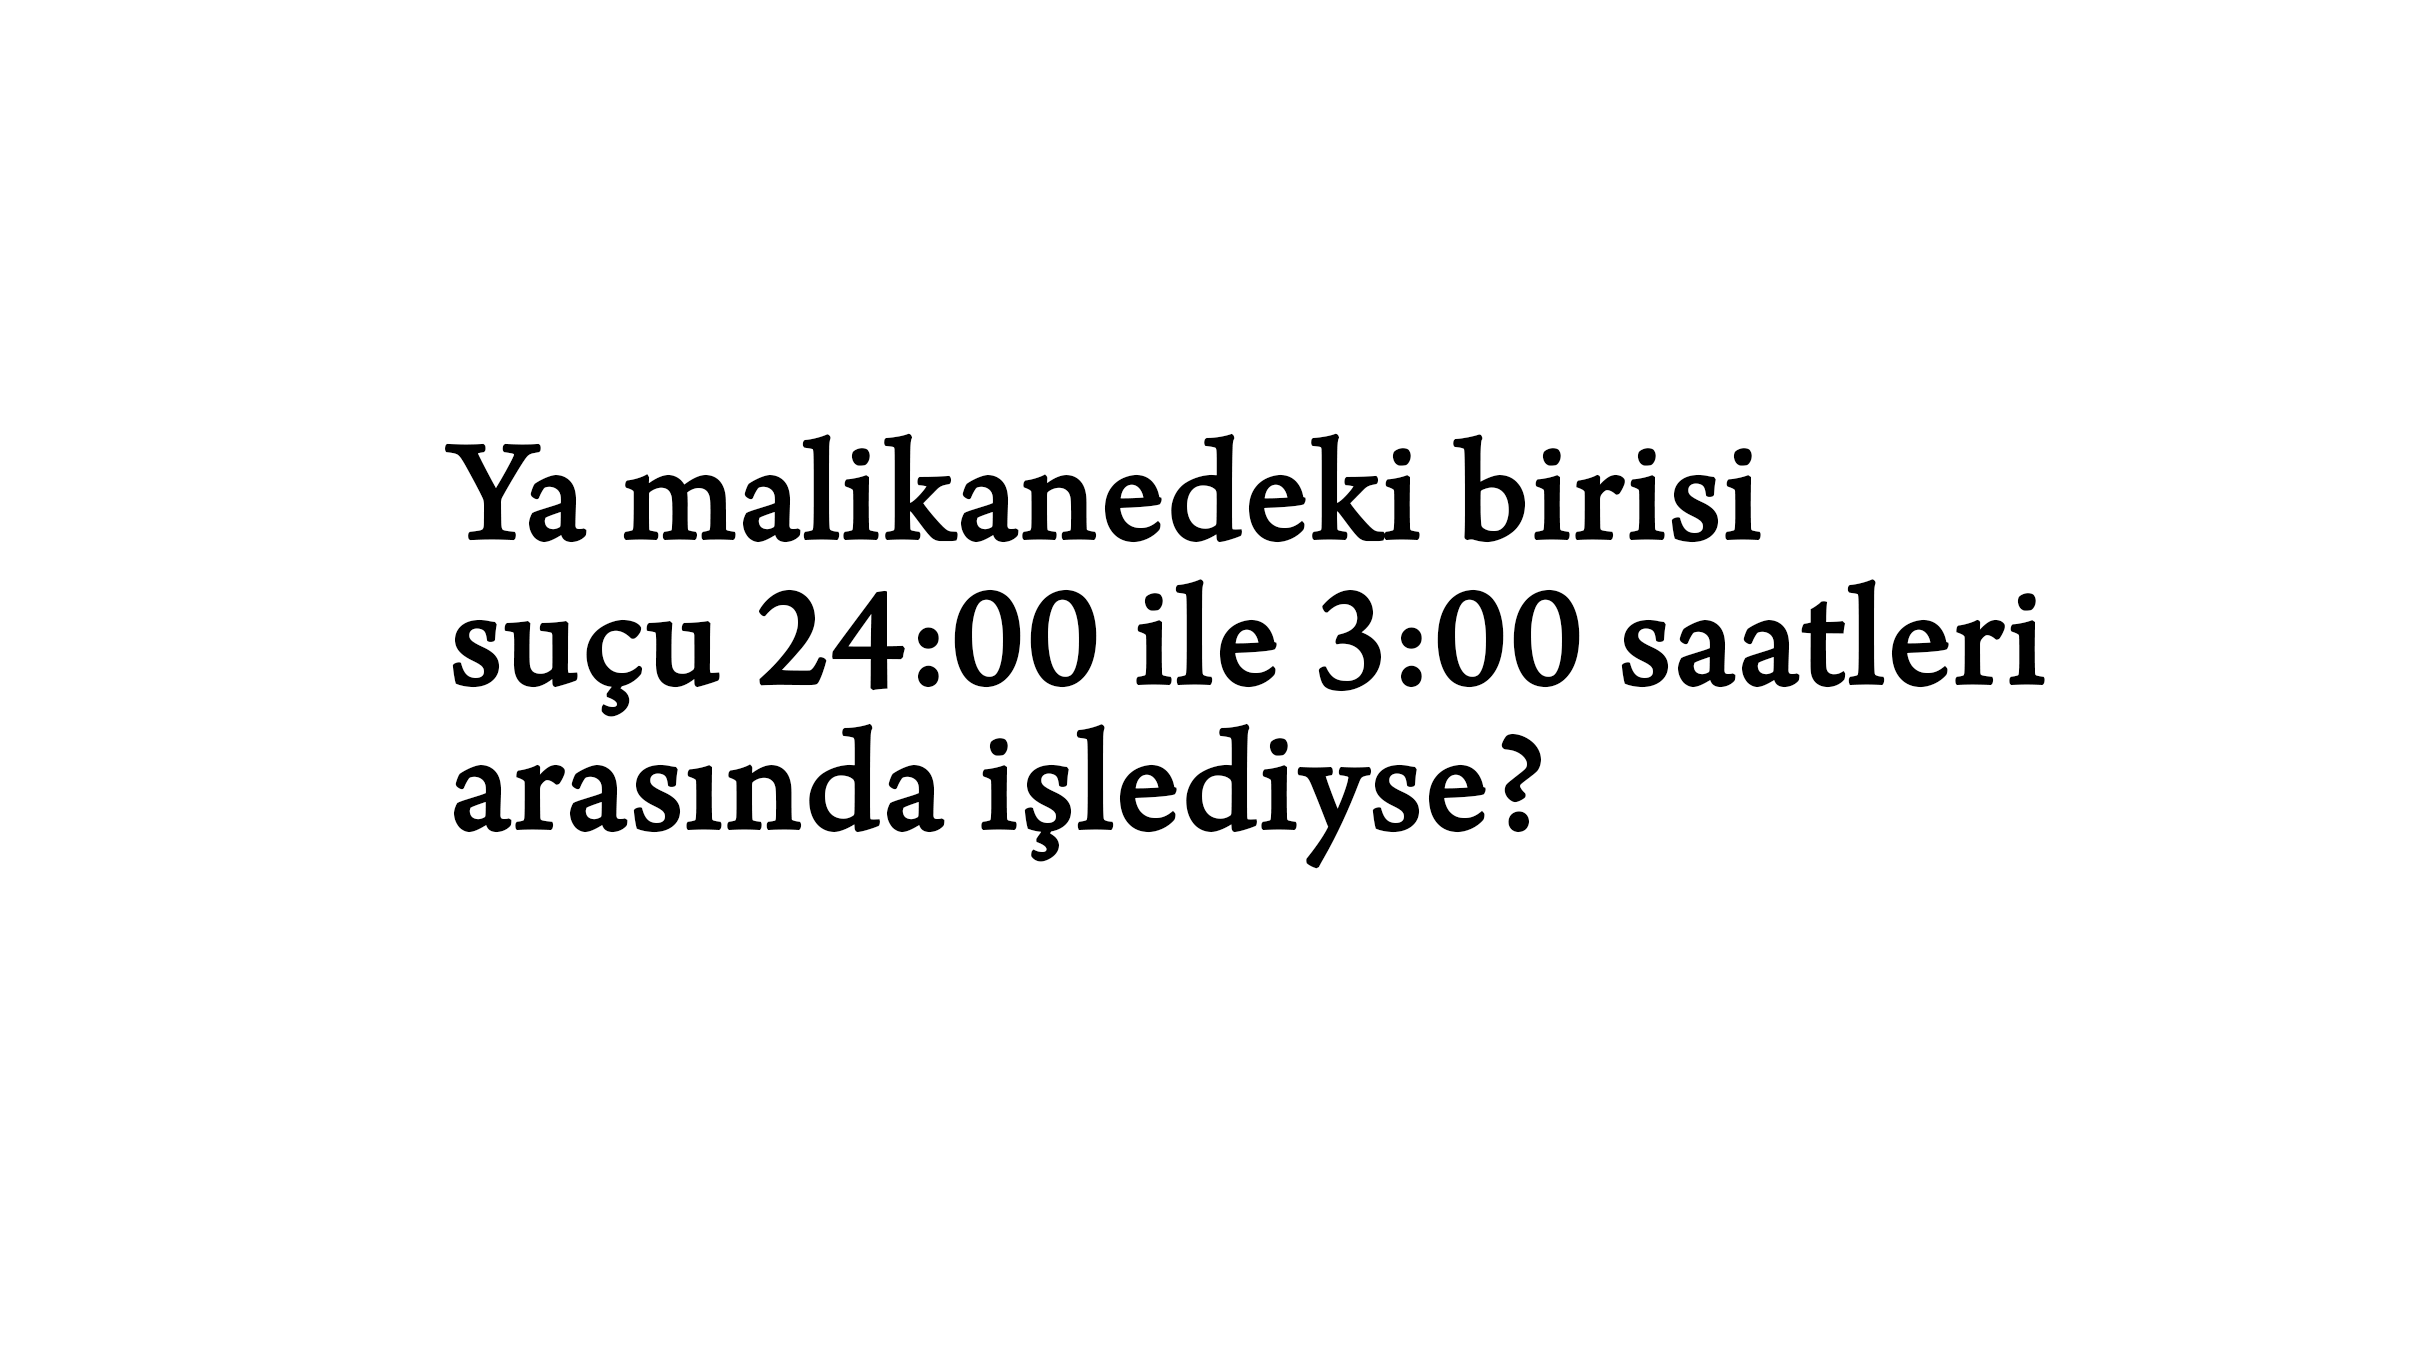 Ya malikanedeki birisi
suçu 24:00 ile 3:00 saatleri
arasında işlediyse?